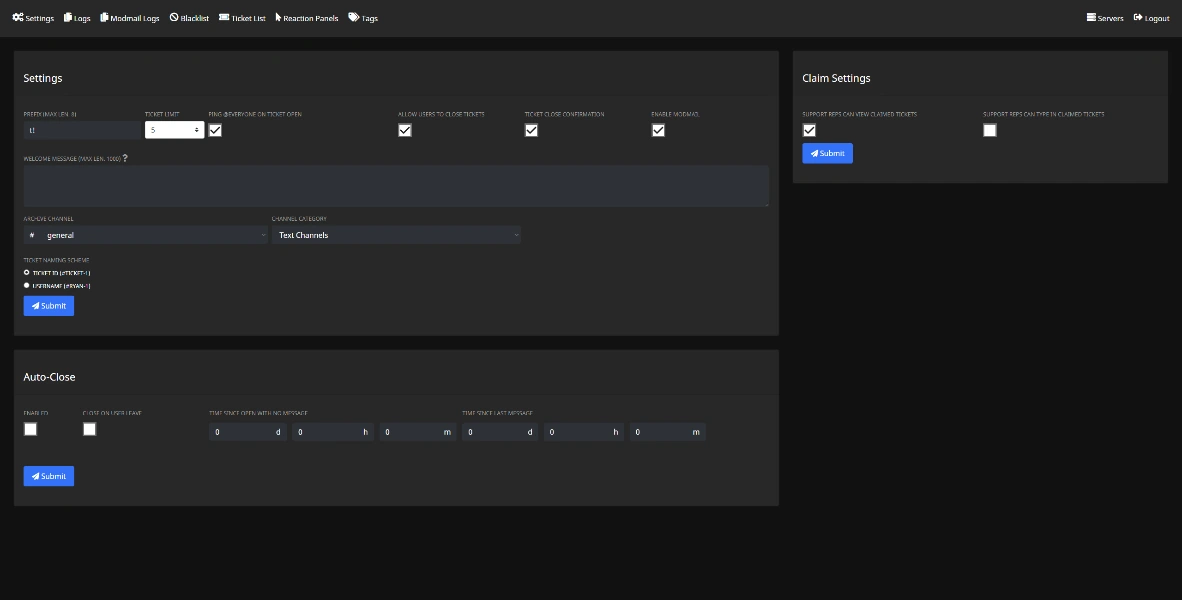 Settings Logs Modmail Logs Blacklist Ticket List Reaction Panels Tags Servers Logout
Settings
PREFIX (MAX LEN. 8) TICKET LIMIT PING @EVERYONE ON TICKET OPEN ALLOW USERS TO CLOSE TICKETS TICKET CLOSE CONFIRMATION ENABLE MODMAIL
t! 5
WELCOME MESSAGE (MAX LEN. 1000) ?
ARCHIVE CHANNEL CHANNEL CATEGORY
# general Text Channels
TICKET NAMING SCHEME
TICKET ID (#TICKET-1)
USERNAME (#RYAN-1)
Submit
Claim Settings
SUPPORT REPS CAN VIEW CLAIMED TICKETS SUPPORT REPS CAN TYPE IN CLAIMED TICKETS
Submit
Auto-Close
ENABLED CLOSE ON USER LEAVE TIME SINCE OPEN WITH NO MESSAGE TIME SINCE LAST MESSAGE
0 d 0 h 0 m 0 d 0 h 0 m
Submit